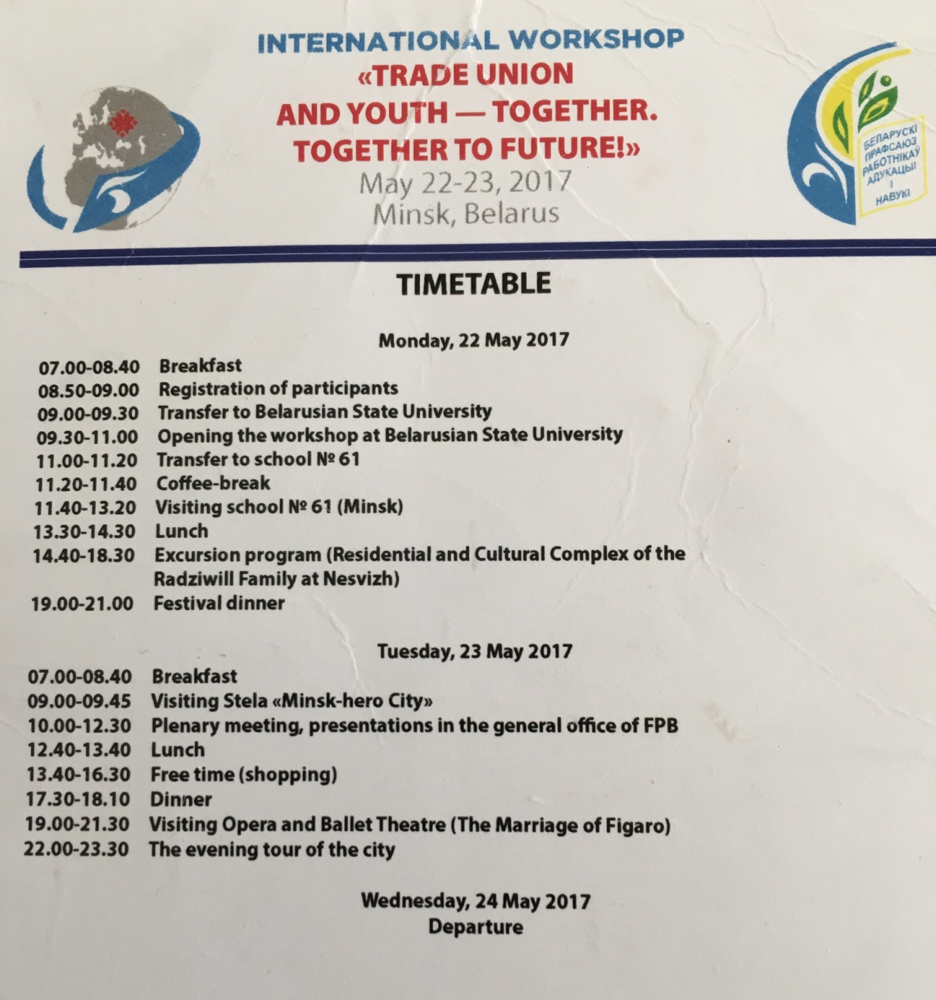 INTERNATIONAL WORKSHOP
«TRADE UNION
AND YOUTH — TOGETHER.
TOGETHER TO FUTURE!»
May 22-23, 2017
Minsk, Belarus
БЕЛАРУСКІ
ПРАФСАЮЗ
РАБОТНІКАЎ
АДУКАЦЫІ
І
НАВУКІ
TIMETABLE
Monday, 22 May 2017
07.00-08.40 Breakfast
08.50-09.00 Registration of participants
09.00-09.30 Transfer to Belarusian State University
09.30-11.00 Opening the workshop at Belarusian State University
11.00-11.20 Transfer to school № 61
11.20-11.40 Coffee-break
11.40-13.20 Visiting school № 61 (Minsk)
13.30-14.30 Lunch
14.40-18.30 Excursion program (Residential and Cultural Complex of the
Radziwill Family at Nesvizh)
19.00-21.00 Festival dinner
Tuesday, 23 May 2017
07.00-08.40 Breakfast
09.00-09.45 Visiting Stela «Minsk-hero City»
10.00-12.30 Plenary meeting, presentations in the general office of FPB
12.40-13.40 Lunch
13.40-16.30 Free time (shopping)
17.30-18.10 Dinner
19.00-21.30 Visiting Opera and Ballet Theatre (The Marriage of Figaro)
22.00-23.30 The evening tour of the city
Wednesday, 24 May 2017
Departure